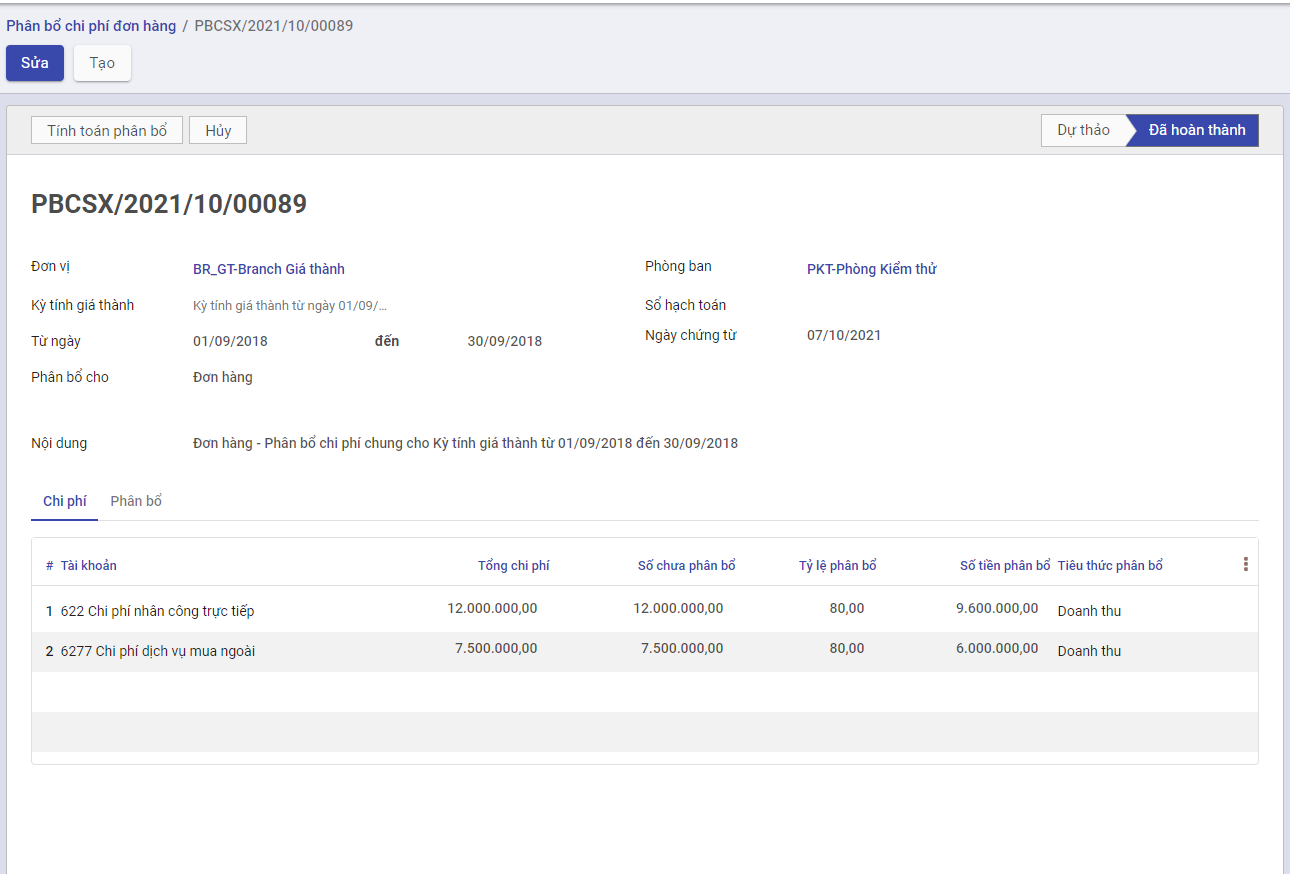 Phân bổ chi phí đơn hàng / PBCSX/2021/10/00089
Sửa Tạo
Tính toán phân bổ Hủy Dự thảo Đã hoàn thành
PBCSX/2021/10/00089
Đơn vị BR_GT-Branch Giá thành Phòng ban PKT-Phòng Kiểm thử
Kỳ tính giá thành Kỳ tính giá thành từ ngày 01/09/... Sổ hạch toán
Từ ngày 01/09/2018 đến 30/09/2018 Ngày chứng từ 07/10/2021
Phân bổ cho Đơn hàng
Nội dung Đơn hàng - Phân bổ chi phí chung cho Kỳ tính giá thành từ 01/09/2018 đến 30/09/2018
Chi phí Phân bổ
# Tài khoản Tổng chi phí Số chưa phân bổ Tỷ lệ phân bổ Số tiền phân bổ Tiêu thức phân bổ
1 622 Chi phí nhân công trực tiếp 12.000.000,00 12.000.000,00 80,00 9.600.000,00 Doanh thu
2 6277 Chi phí dịch vụ mua ngoài 7.500.000,00 7.500.000,00 80,00 6.000.000,00 Doanh thu